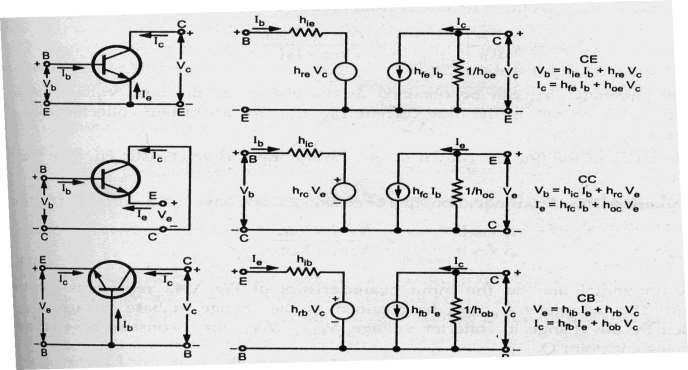 C +
I_c
B
+
I_b
V_b
V_c
I_e
− E
− E
I_b
h_ie
+
B
h_re V_c
h_fe I_b
1/h_oe
I_c
C +
V_c
− E
− E
CE
V_b = h_ie I_b + h_re V_c
I_c = h_fe I_b + h_oe V_c
I_c
B
+
I_b
V_b
E
+
I_e
V_e
−
C
C −
I_b
h_ic
+ B
V_b
+
h_rc V_e
h_fc I_b
1/h_oc
I_e
E +
V_e
−
C
C −
CC
V_b = h_ic I_b + h_rc V_e
I_e = h_fc I_b + h_oc V_e
E
+
I_c
I_c
C
+
V_e
V_c
I_b
−
B
−
B
I_e
h_ib
+
E
+
h_rb V_c
h_fb I_b
1/h_ob
I_c
C +
V_c
−
B
−
B
CB
V_e = h_ib I_e + h_rb V_c
I_c = h_fb I_e + h_ob V_c